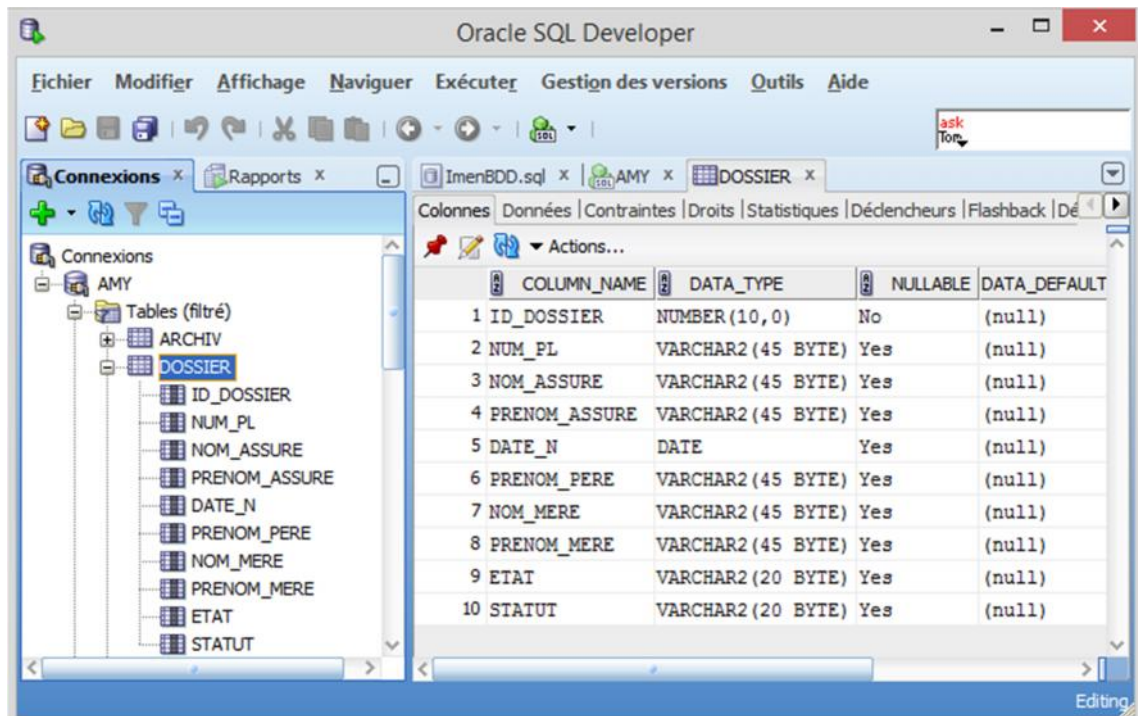 Oracle SQL Developer
Fichier Modifier Affichage Naviguer Exécuter Gestion des versions Outils Aide
ask
Tom
Connexions Rapports
ImenBDD.sql AMY DOSSIER
Colonnes Données Contraintes Droits Statistiques Déclencheurs Flashback Dé
Actions...
Connexions
AMY
Tables (filtré)
ARCHIV
DOSSIER
ID_DOSSIER
NUM_PL
NOM_ASSURE
PRENOM_ASSURE
DATE_N
PRENOM_PERE
NOM_MERE
PRENOM_MERE
ETAT
STATUT
COLUMN_NAME DATA_TYPE NULLABLE DATA_DEFAULT
1 ID_DOSSIER NUMBER(10,0) No (null)
2 NUM_PL VARCHAR2(45 BYTE) Yes (null)
3 NOM_ASSURE VARCHAR2(45 BYTE) Yes (null)
4 PRENOM_ASSURE VARCHAR2(45 BYTE) Yes (null)
5 DATE_N DATE Yes (null)
6 PRENOM_PERE VARCHAR2(45 BYTE) Yes (null)
7 NOM_MERE VARCHAR2(45 BYTE) Yes (null)
8 PRENOM_MERE VARCHAR2(45 BYTE) Yes (null)
9 ETAT VARCHAR2(20 BYTE) Yes (null)
10 STATUT VARCHAR2(20 BYTE) Yes (null)
Editing